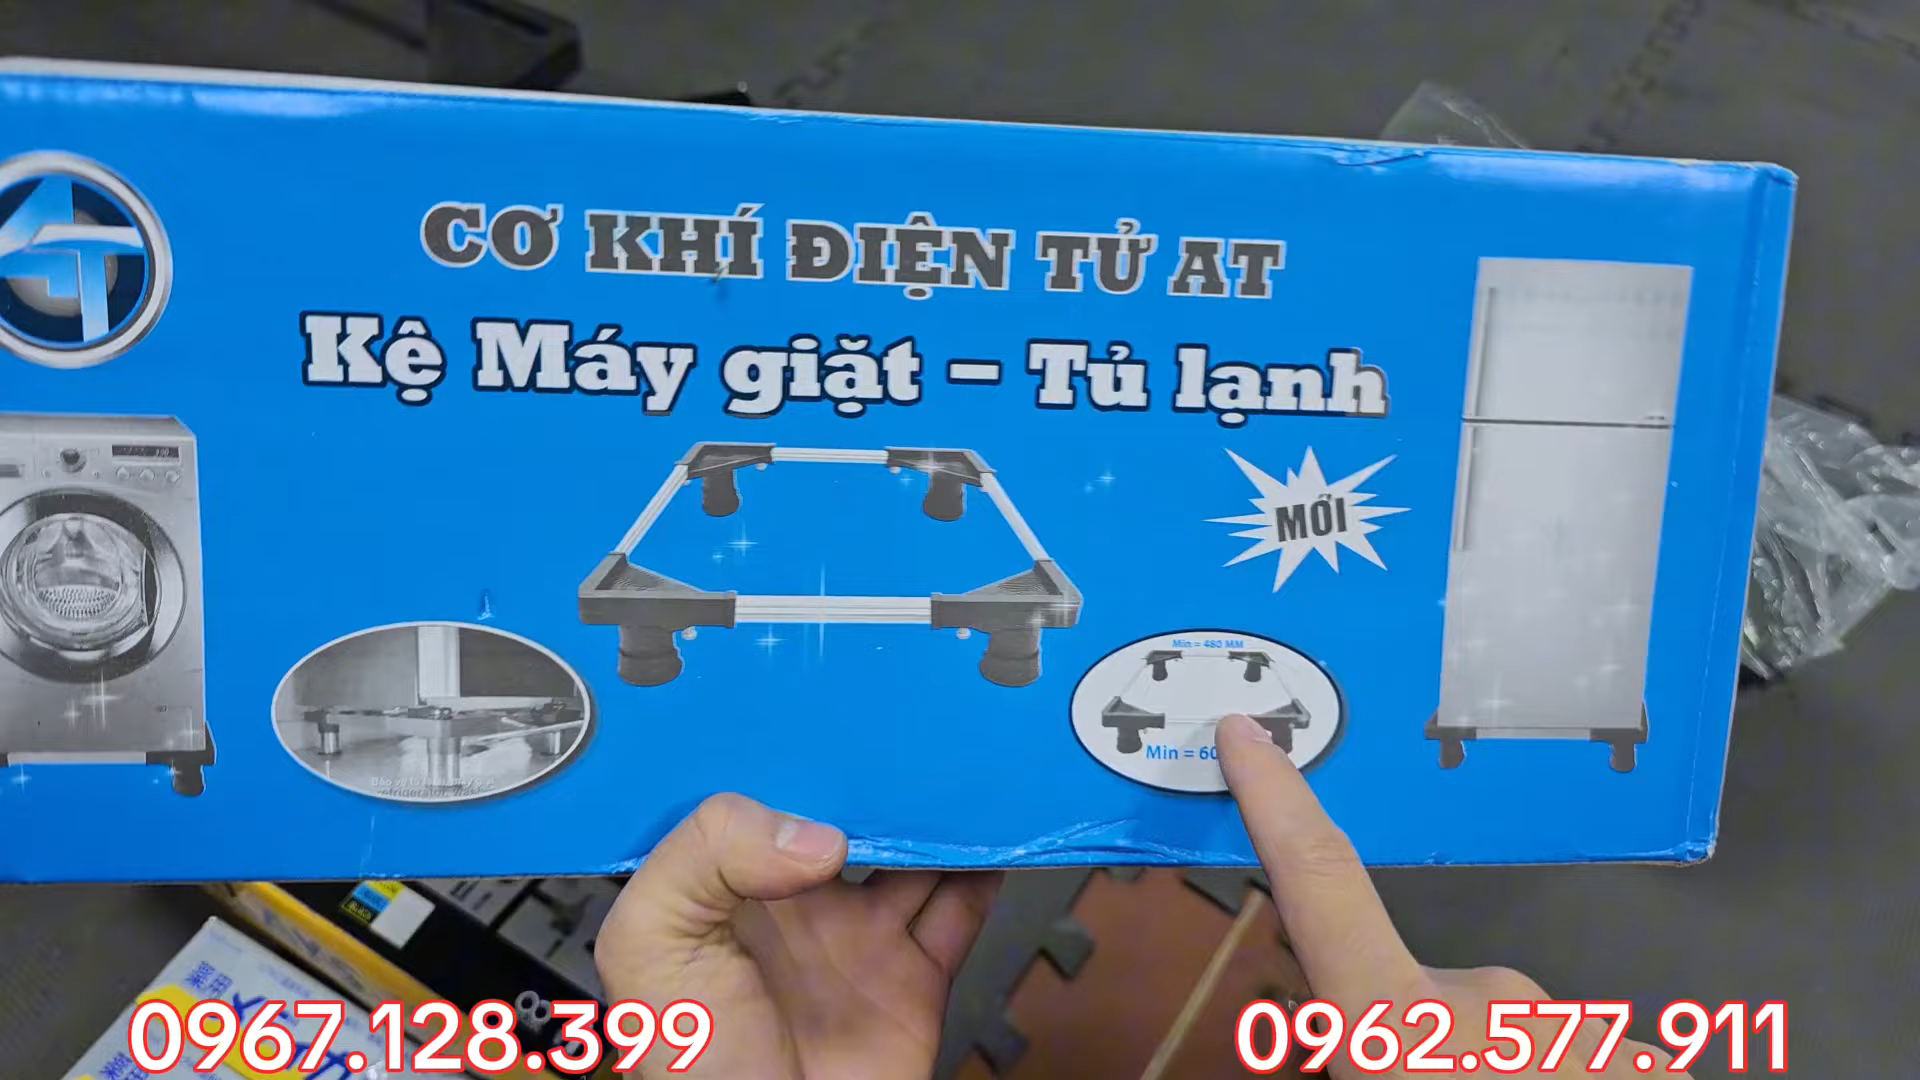 AT
CƠ KHÍ ĐIỆN TỬ AT
Kệ Máy giặt - Tủ lạnh
MỚI
Min = 480 MM
Min = 60
0967.128.399
0962.577.911